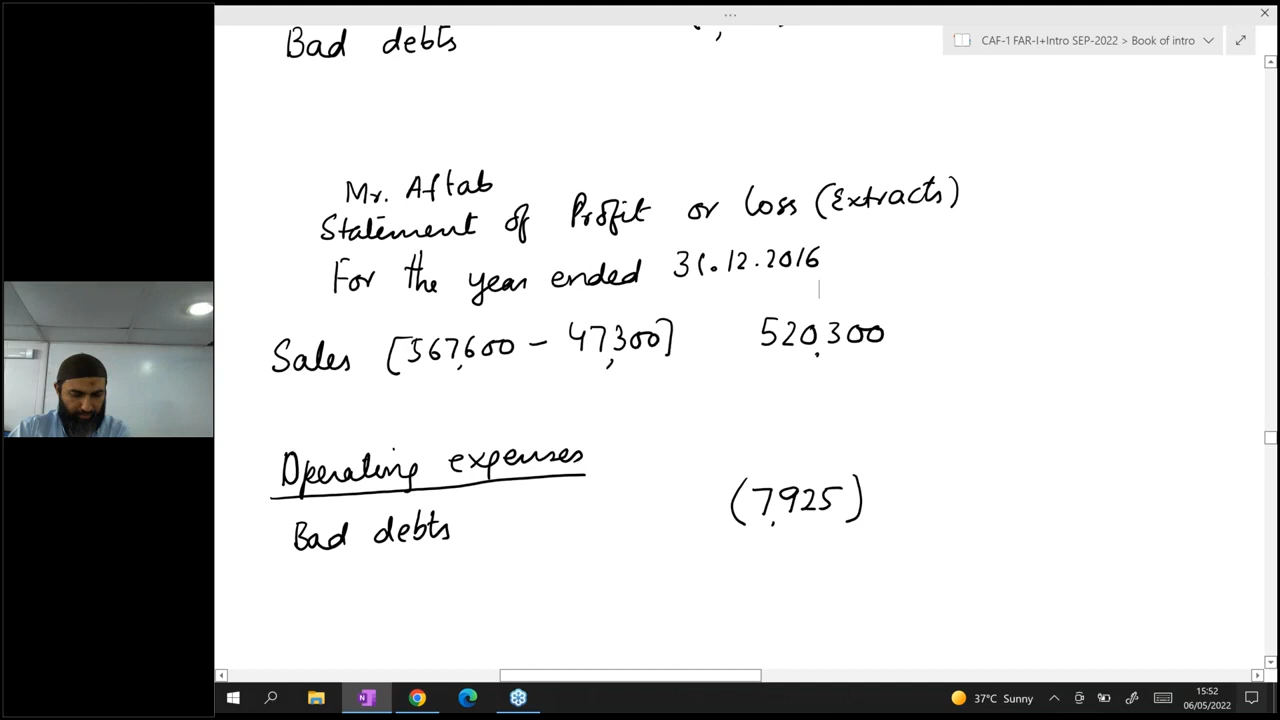 CAF-1 FAR-I+Intro SEP-2022 > Book of intro
Bad debts
Mr. Aftab
Statement of Profit or loss (Extracts)
For the year ended 31.12.2016
Sales [567,600 - 47,300] 520,300
Operating expenses
Bad debts (7,925)
37°C Sunny
15:52
06/05/2022